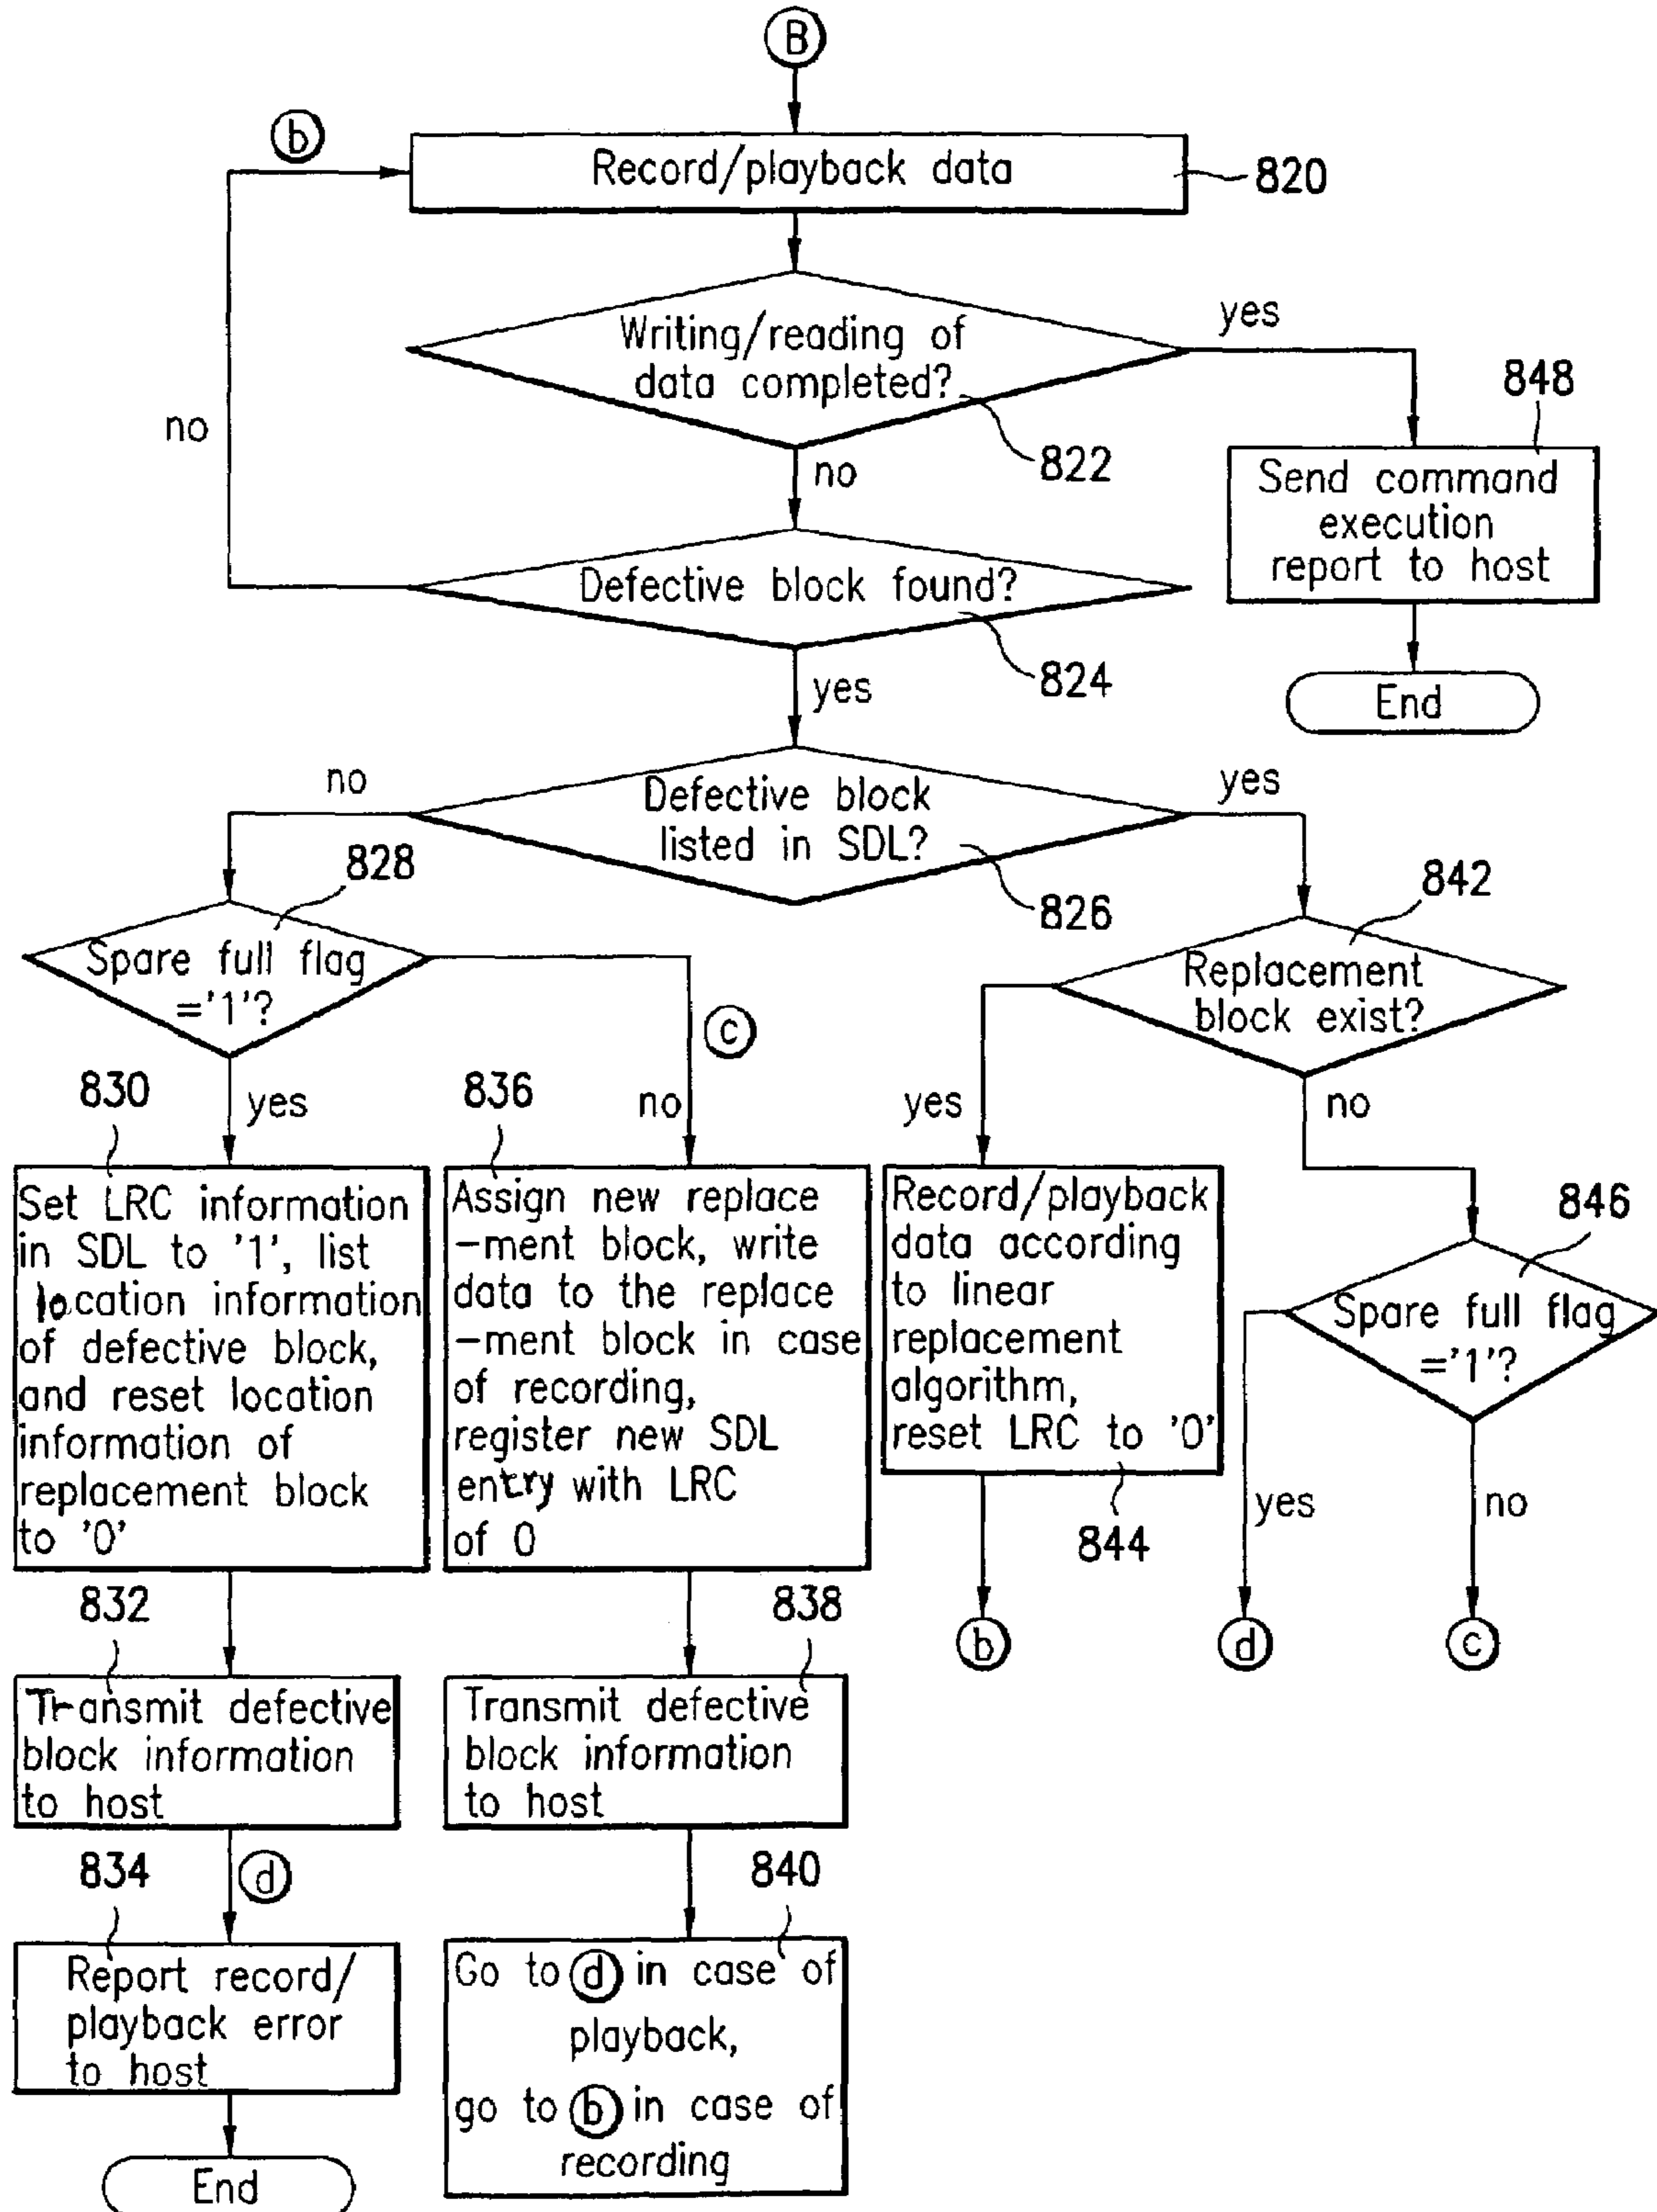 B
b
Record/playback data
820
Writing/reading of
data completed?
yes
822
no
848
Send command
execution
report to host
End
no
Defective block found?
824
yes
Defective block
listed in SDL?
826
no
yes
828
Spare full flag
='1'?
842
Replacement
block exist?
c
830
yes
836
no
yes
no
Set LRC information
in SDL to '1', list
location information
of defective block,
and reset location
information of
replacement block
to '0'
Assign new replace
-ment block, write
data to the replace
-ment block in case
of recording,
register new SDL
entry with LRC
of 0
Record/playback
data according
to linear
replacement
algorithm,
reset LRC to '0'
844
846
Spare full flag
='1'?
yes
no
b
d
c
832
Transmit defective
block information
to host
838
Transmit defective
block information
to host
834
d
Report record/
playback error
to host
End
840
Go to d in case of
playback,
go to b in case of
recording